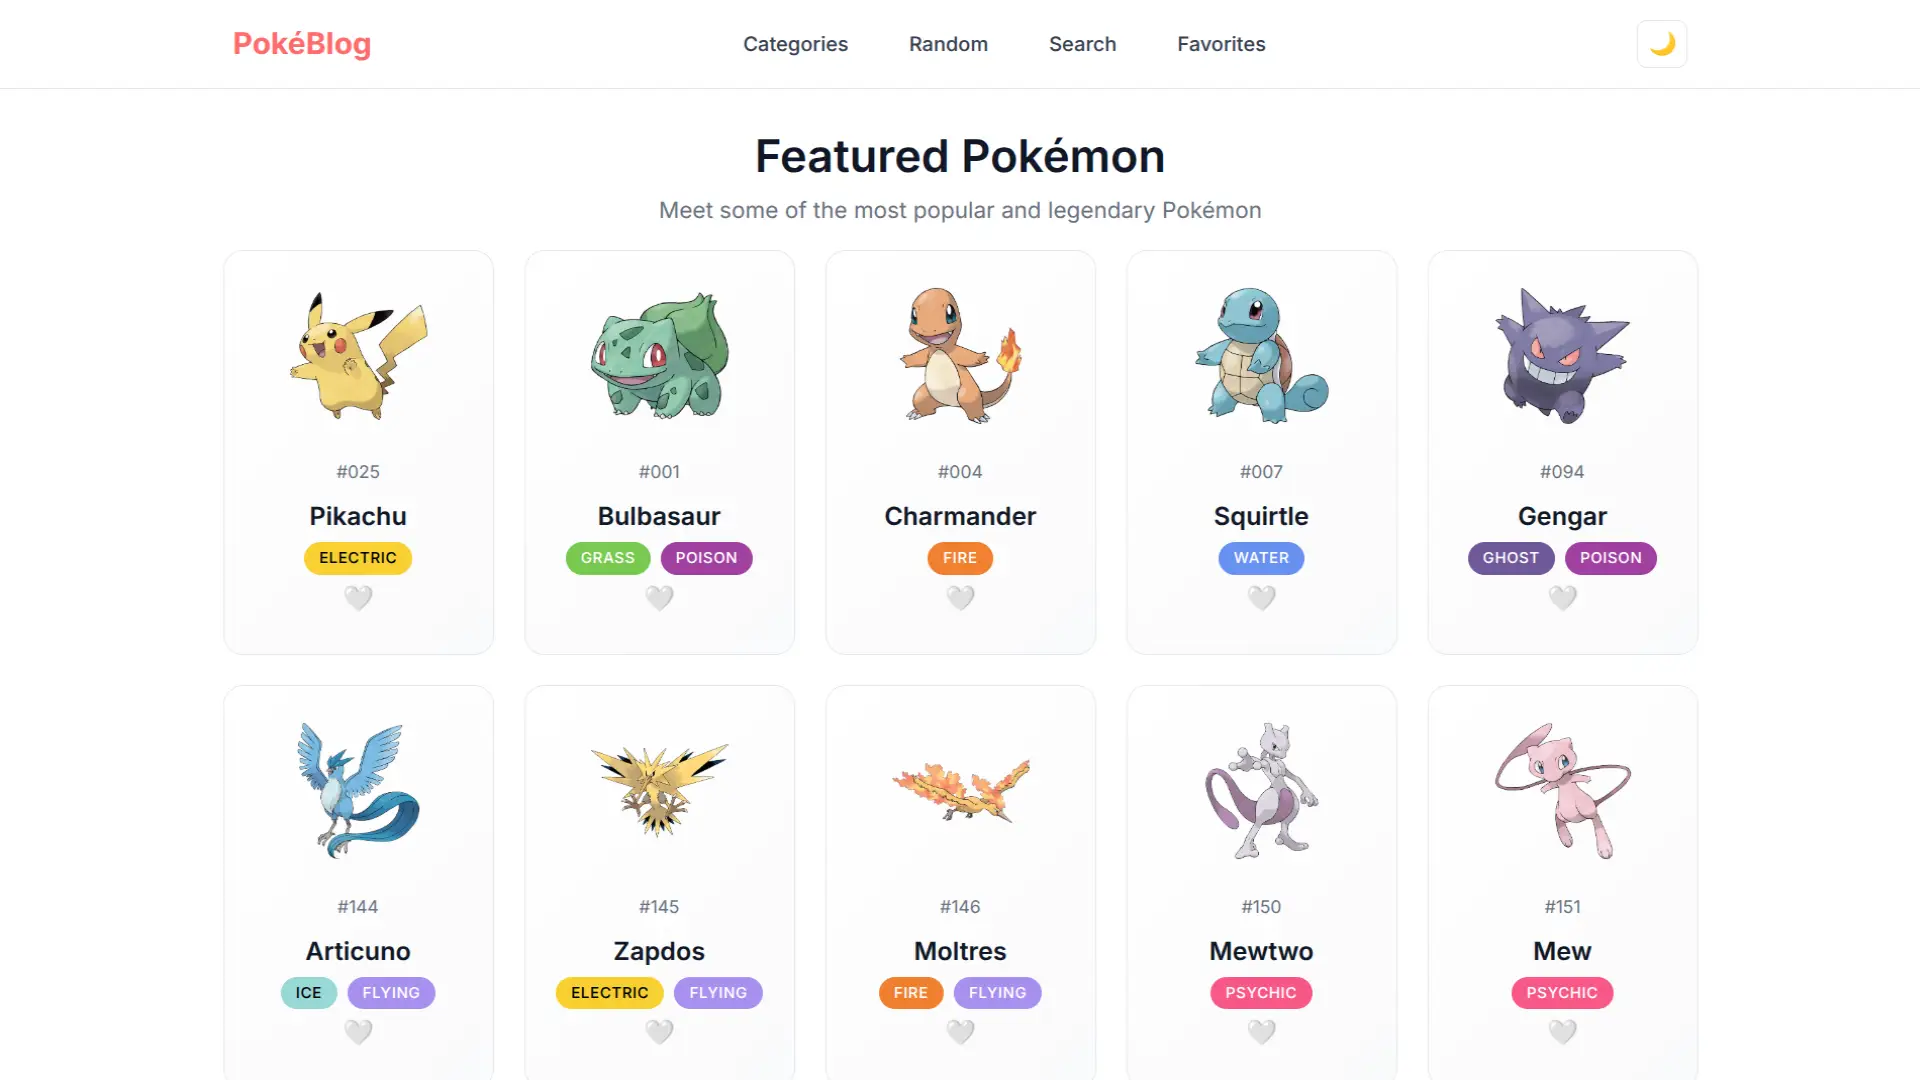 PokéBlog
Categories Random Search Favorites
Featured Pokémon
Meet some of the most popular and legendary Pokémon
#025
Pikachu
ELECTRIC
#001
Bulbasaur
GRASS POISON
#004
Charmander
FIRE
#007
Squirtle
WATER
#094
Gengar
GHOST POISON
#144
Articuno
ICE FLYING
#145
Zapdos
ELECTRIC FLYING
#146
Moltres
FIRE FLYING
#150
Mewtwo
PSYCHIC
#151
Mew
PSYCHIC